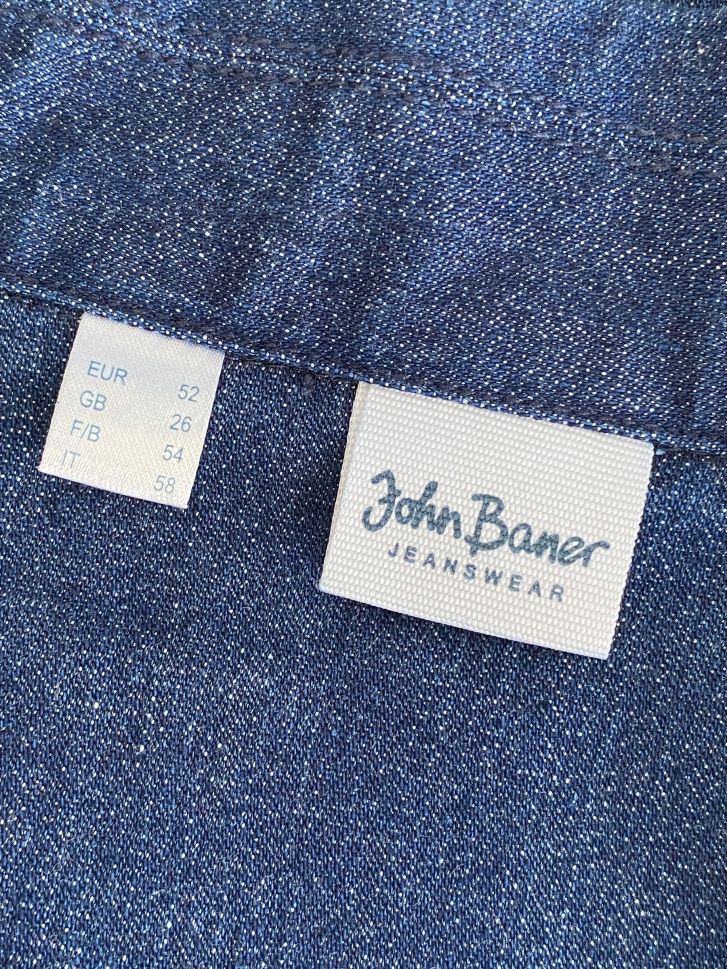 EUR 52
GB 26
F/B 54
IT 58
John Baner
JEANSWEAR